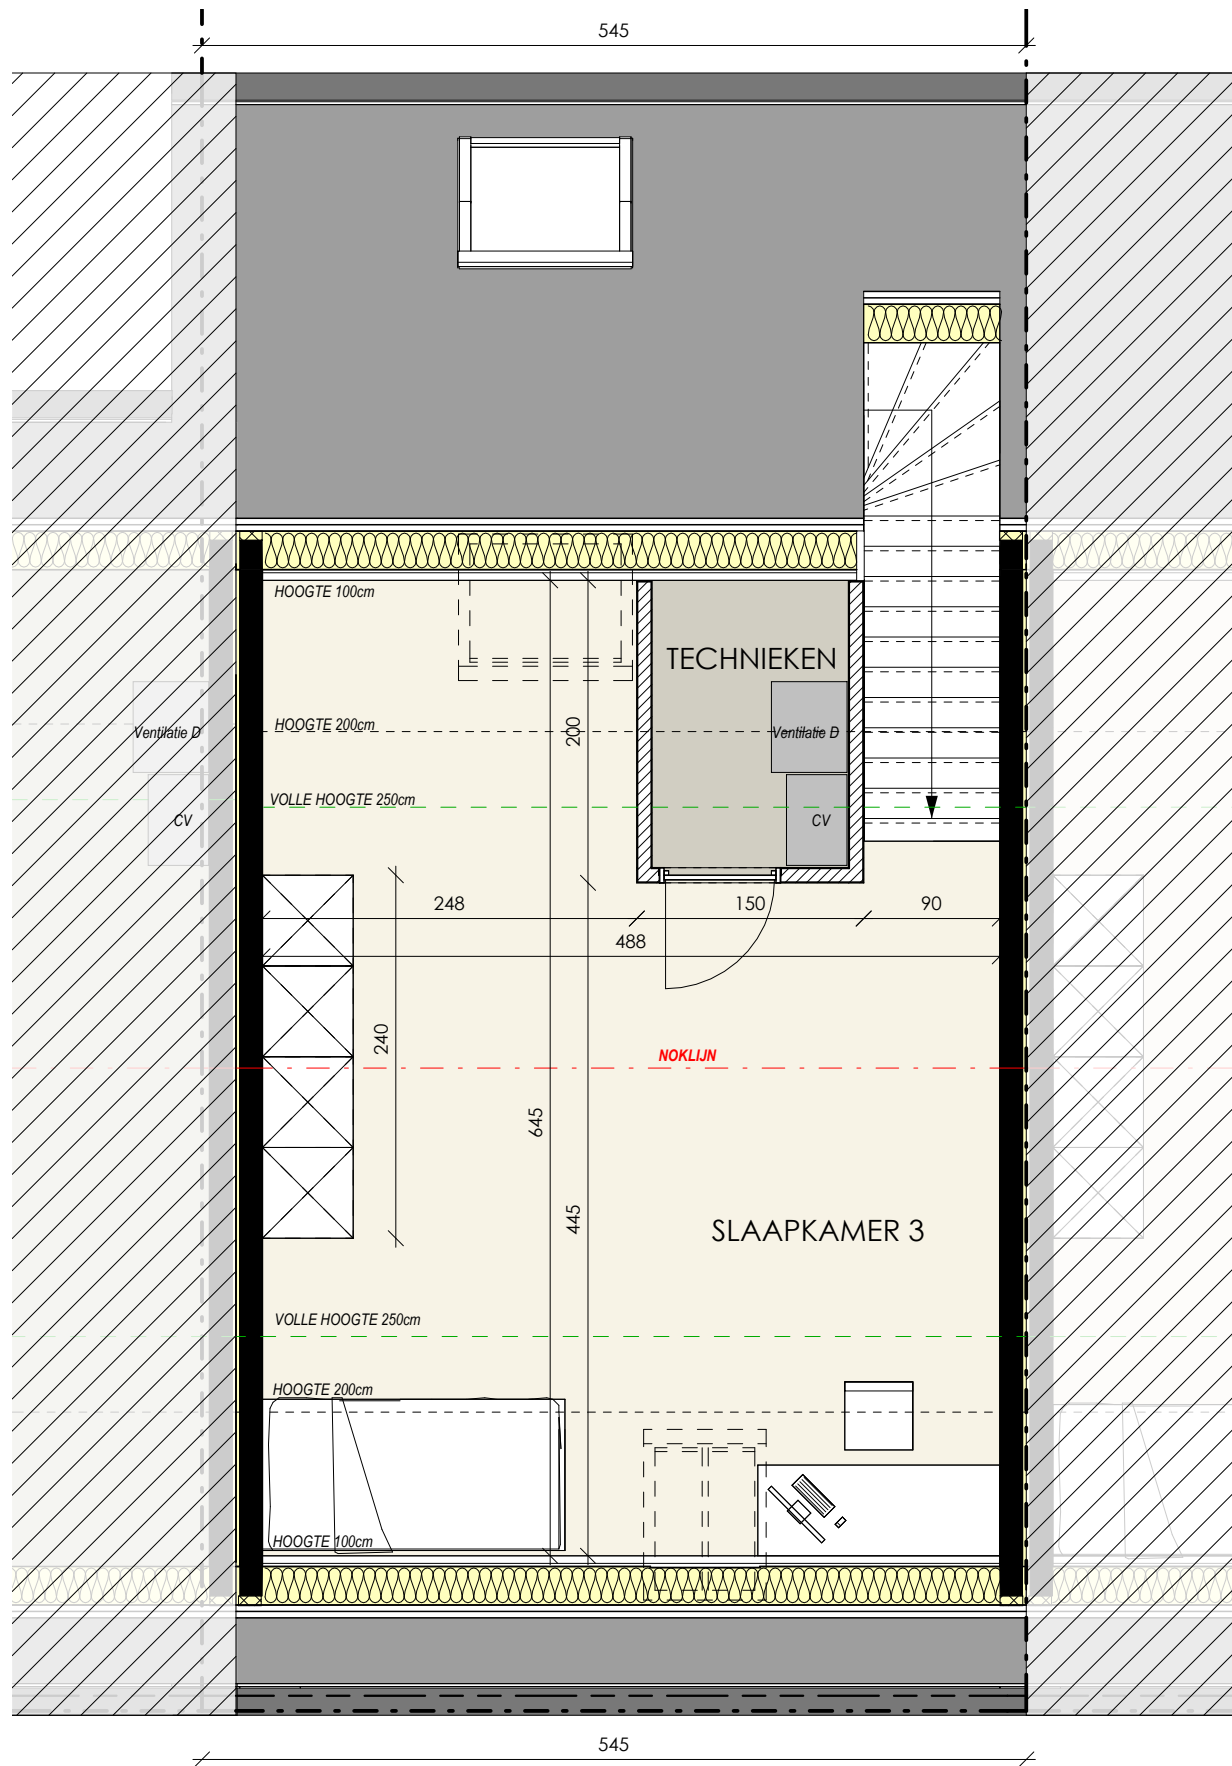 545
HOOGTE 100cm
TECHNIEKEN
HOOGTE 200cm
200
Ventilatie D
Ventilatie D
VOLLE HOOGTE 250cm
CV
CV
248
150
90
488
240
NOKLIJN
645
445
SLAAPKAMER 3
VOLLE HOOGTE 250cm
HOOGTE 200cm
HOOGTE 100cm
545